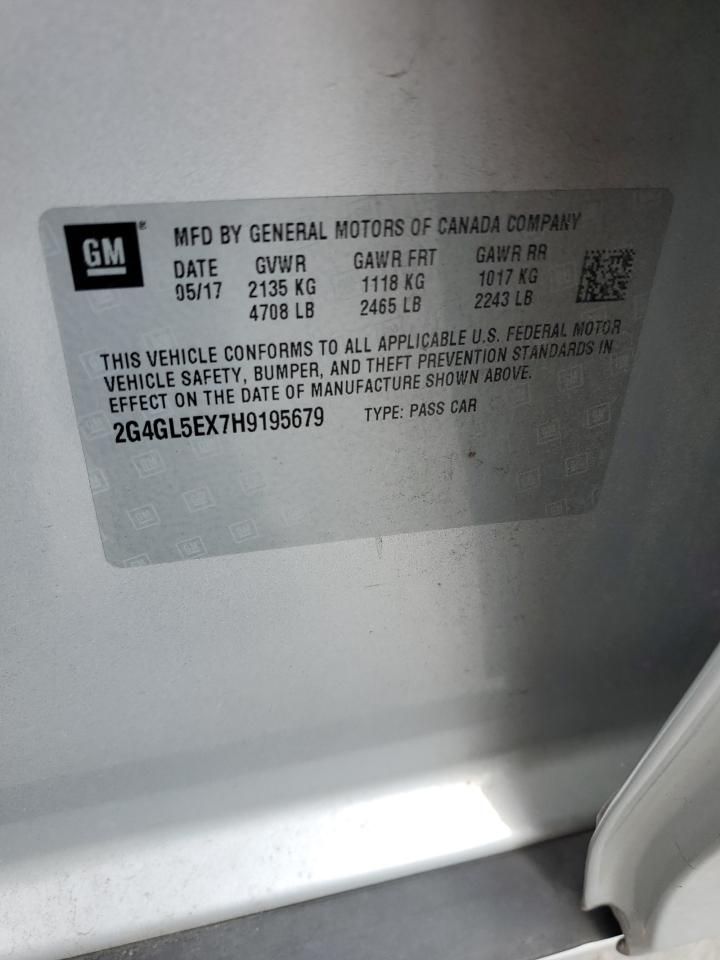 GM ®
MFD BY GENERAL MOTORS OF CANADA COMPANY
DATE GVWR GAWR FRT GAWR RR
05/17 2135 KG 1118 KG 1017 KG
4708 LB 2465 LB 2243 LB
THIS VEHICLE CONFORMS TO ALL APPLICABLE U.S. FEDERAL MOTOR
VEHICLE SAFETY, BUMPER, AND THEFT PREVENTION STANDARDS IN
EFFECT ON THE DATE OF MANUFACTURE SHOWN ABOVE.
2G4GL5EX7H9195679 TYPE: PASS CAR